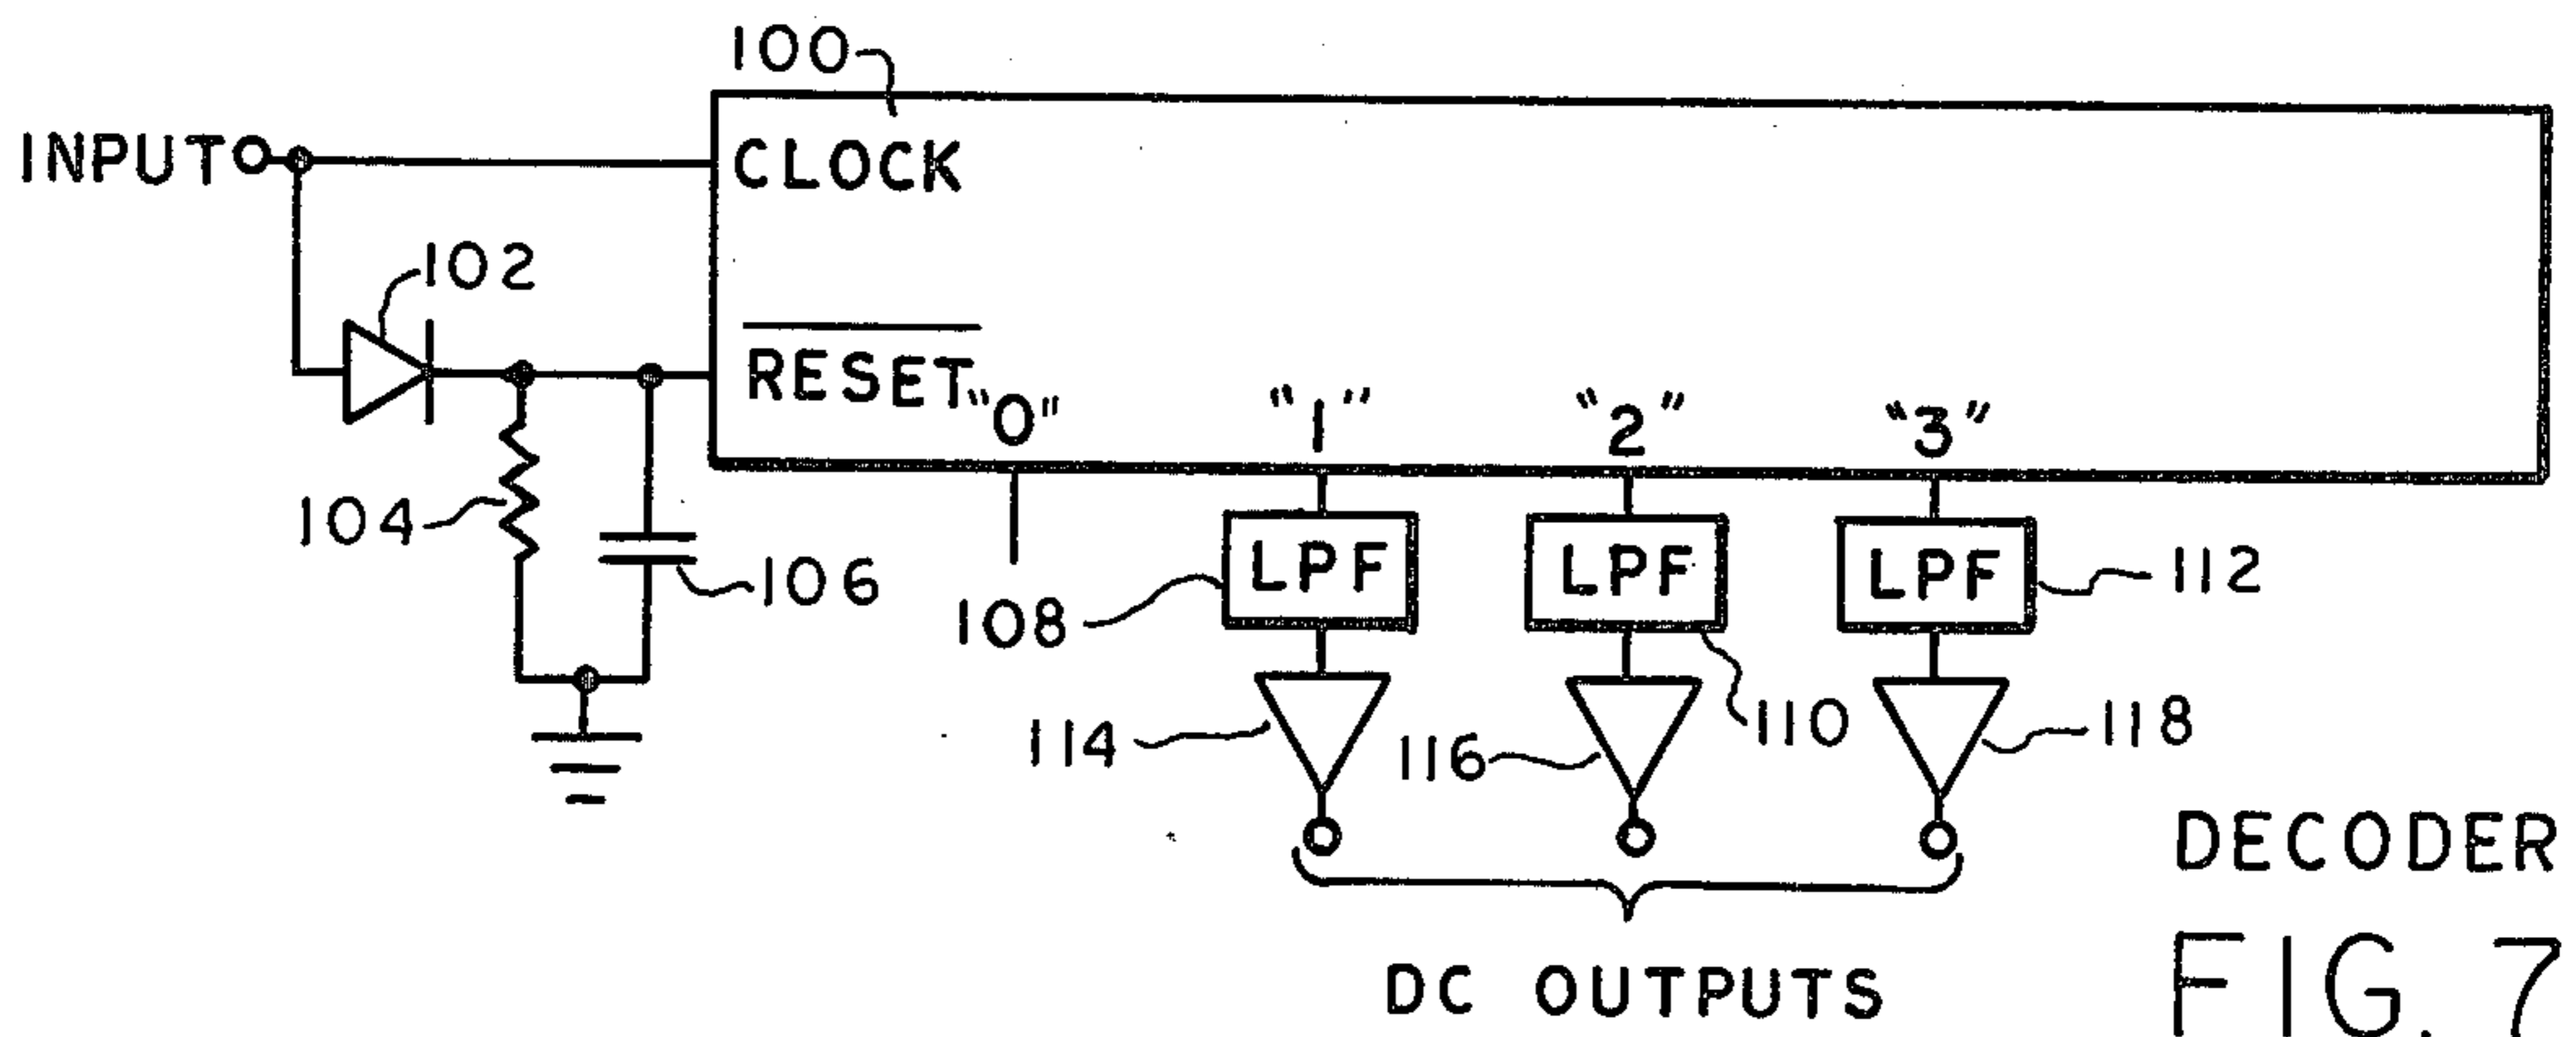 100
INPUT CLOCK
102
RESET "0" "1" "2" "3"
104 106 108 LPF LPF LPF 112
114 116 110 118
DECODER
DC OUTPUTS
FIG. 7